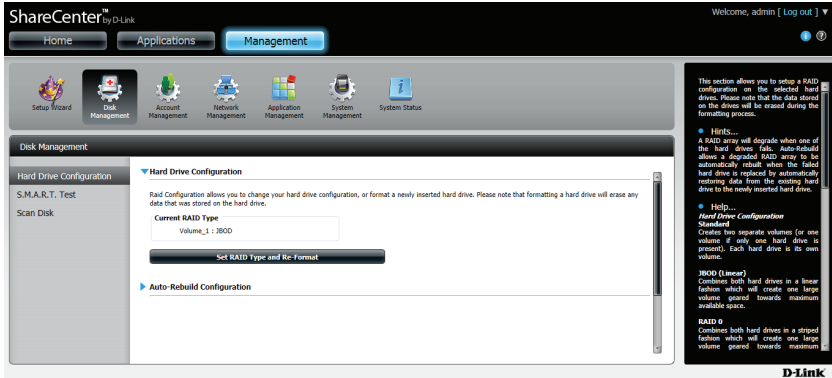 ShareCenter™ by D-Link
Welcome, admin [ Log out ] ▼
Home
Applications
Management
Setup Wizard
Disk Management
Account Management
Network Management
Application Management
System Management
System Status
Disk Management
Hard Drive Configuration
S.M.A.R.T. Test
Scan Disk
Hard Drive Configuration
Raid Configuration allows you to change your hard drive configuration, or format a newly inserted hard drive. Please note that formatting a hard drive will erase any
data that was stored on the hard drive.
Current RAID Type
Volume_1 : JBOD
Set RAID Type and Re-Format
Auto-Rebuild Configuration
This section allows you to setup a RAID
configuration on the selected hard
drives. Please note that the data stored
on the drives will be erased during the
formatting process.
Hints...
A RAID array will degrade when one of
the hard drives fails. Auto-Rebuild
allows a degraded RAID array to be
automatically rebuilt when the failed
hard drive is replaced by automatically
restoring data from the existing hard
drive to the newly inserted hard drive.
Help...
Hard Drive Configuration
Standard
Creates two separate volumes (or one
volume if only one hard drive is
present). Each hard drive is its own
volume.
JBOD (Linear)
Combines both hard drives in a linear
fashion which will create one large
volume geared towards maximum
available space.
RAID 0
Combines both hard drives in a striped
fashion which will create one large
volume geared towards maximum
D-Link